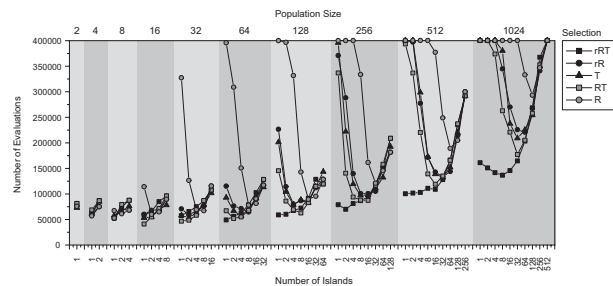 Population Size
2 4 8 16 32 64 128 256 512 1024
Selection
rRT
rR
T
RT
R
400000
350000
300000
250000
200000
150000
100000
50000
0
Number of Evaluations
1 2 1 2 4 1 2 4 8 1 2 4 8 16 1 2 4 8 16 32 1 2 4 8 16 32 64 1 2 4 8 16 32 64 128 1 2 4 8 16 32 64 128 256 1 2 4 8 16 32 64 128 256 512
Number of Islands